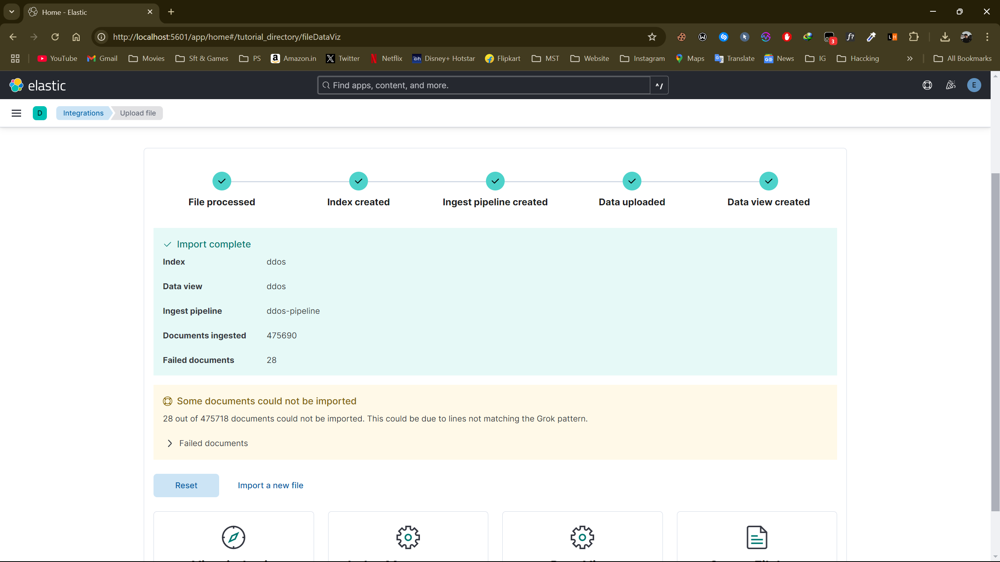 Home - Elastic
http://localhost:5601/app/home#/tutorial_directory/fileDataViz
3
f?
L H
YouTube Gmail Movies Sft & Games PS Amazon.in Twitter Netflix Disney+ Hotstar Flipkart MST Website Instagram Maps Translate News IG Haccking » All Bookmarks
elastic
Find apps, content, and more.
^/
E
D
Integrations
Upload file
File processed
Index created
Ingest pipeline created
Data uploaded
Data view created
Import complete
Index ddos
Data view ddos
Ingest pipeline ddos-pipeline
Documents ingested 475690
Failed documents 28
Some documents could not be imported
28 out of 475718 documents could not be imported. This could be due to lines not matching the Grok pattern.
Failed documents
Reset
Import a new file